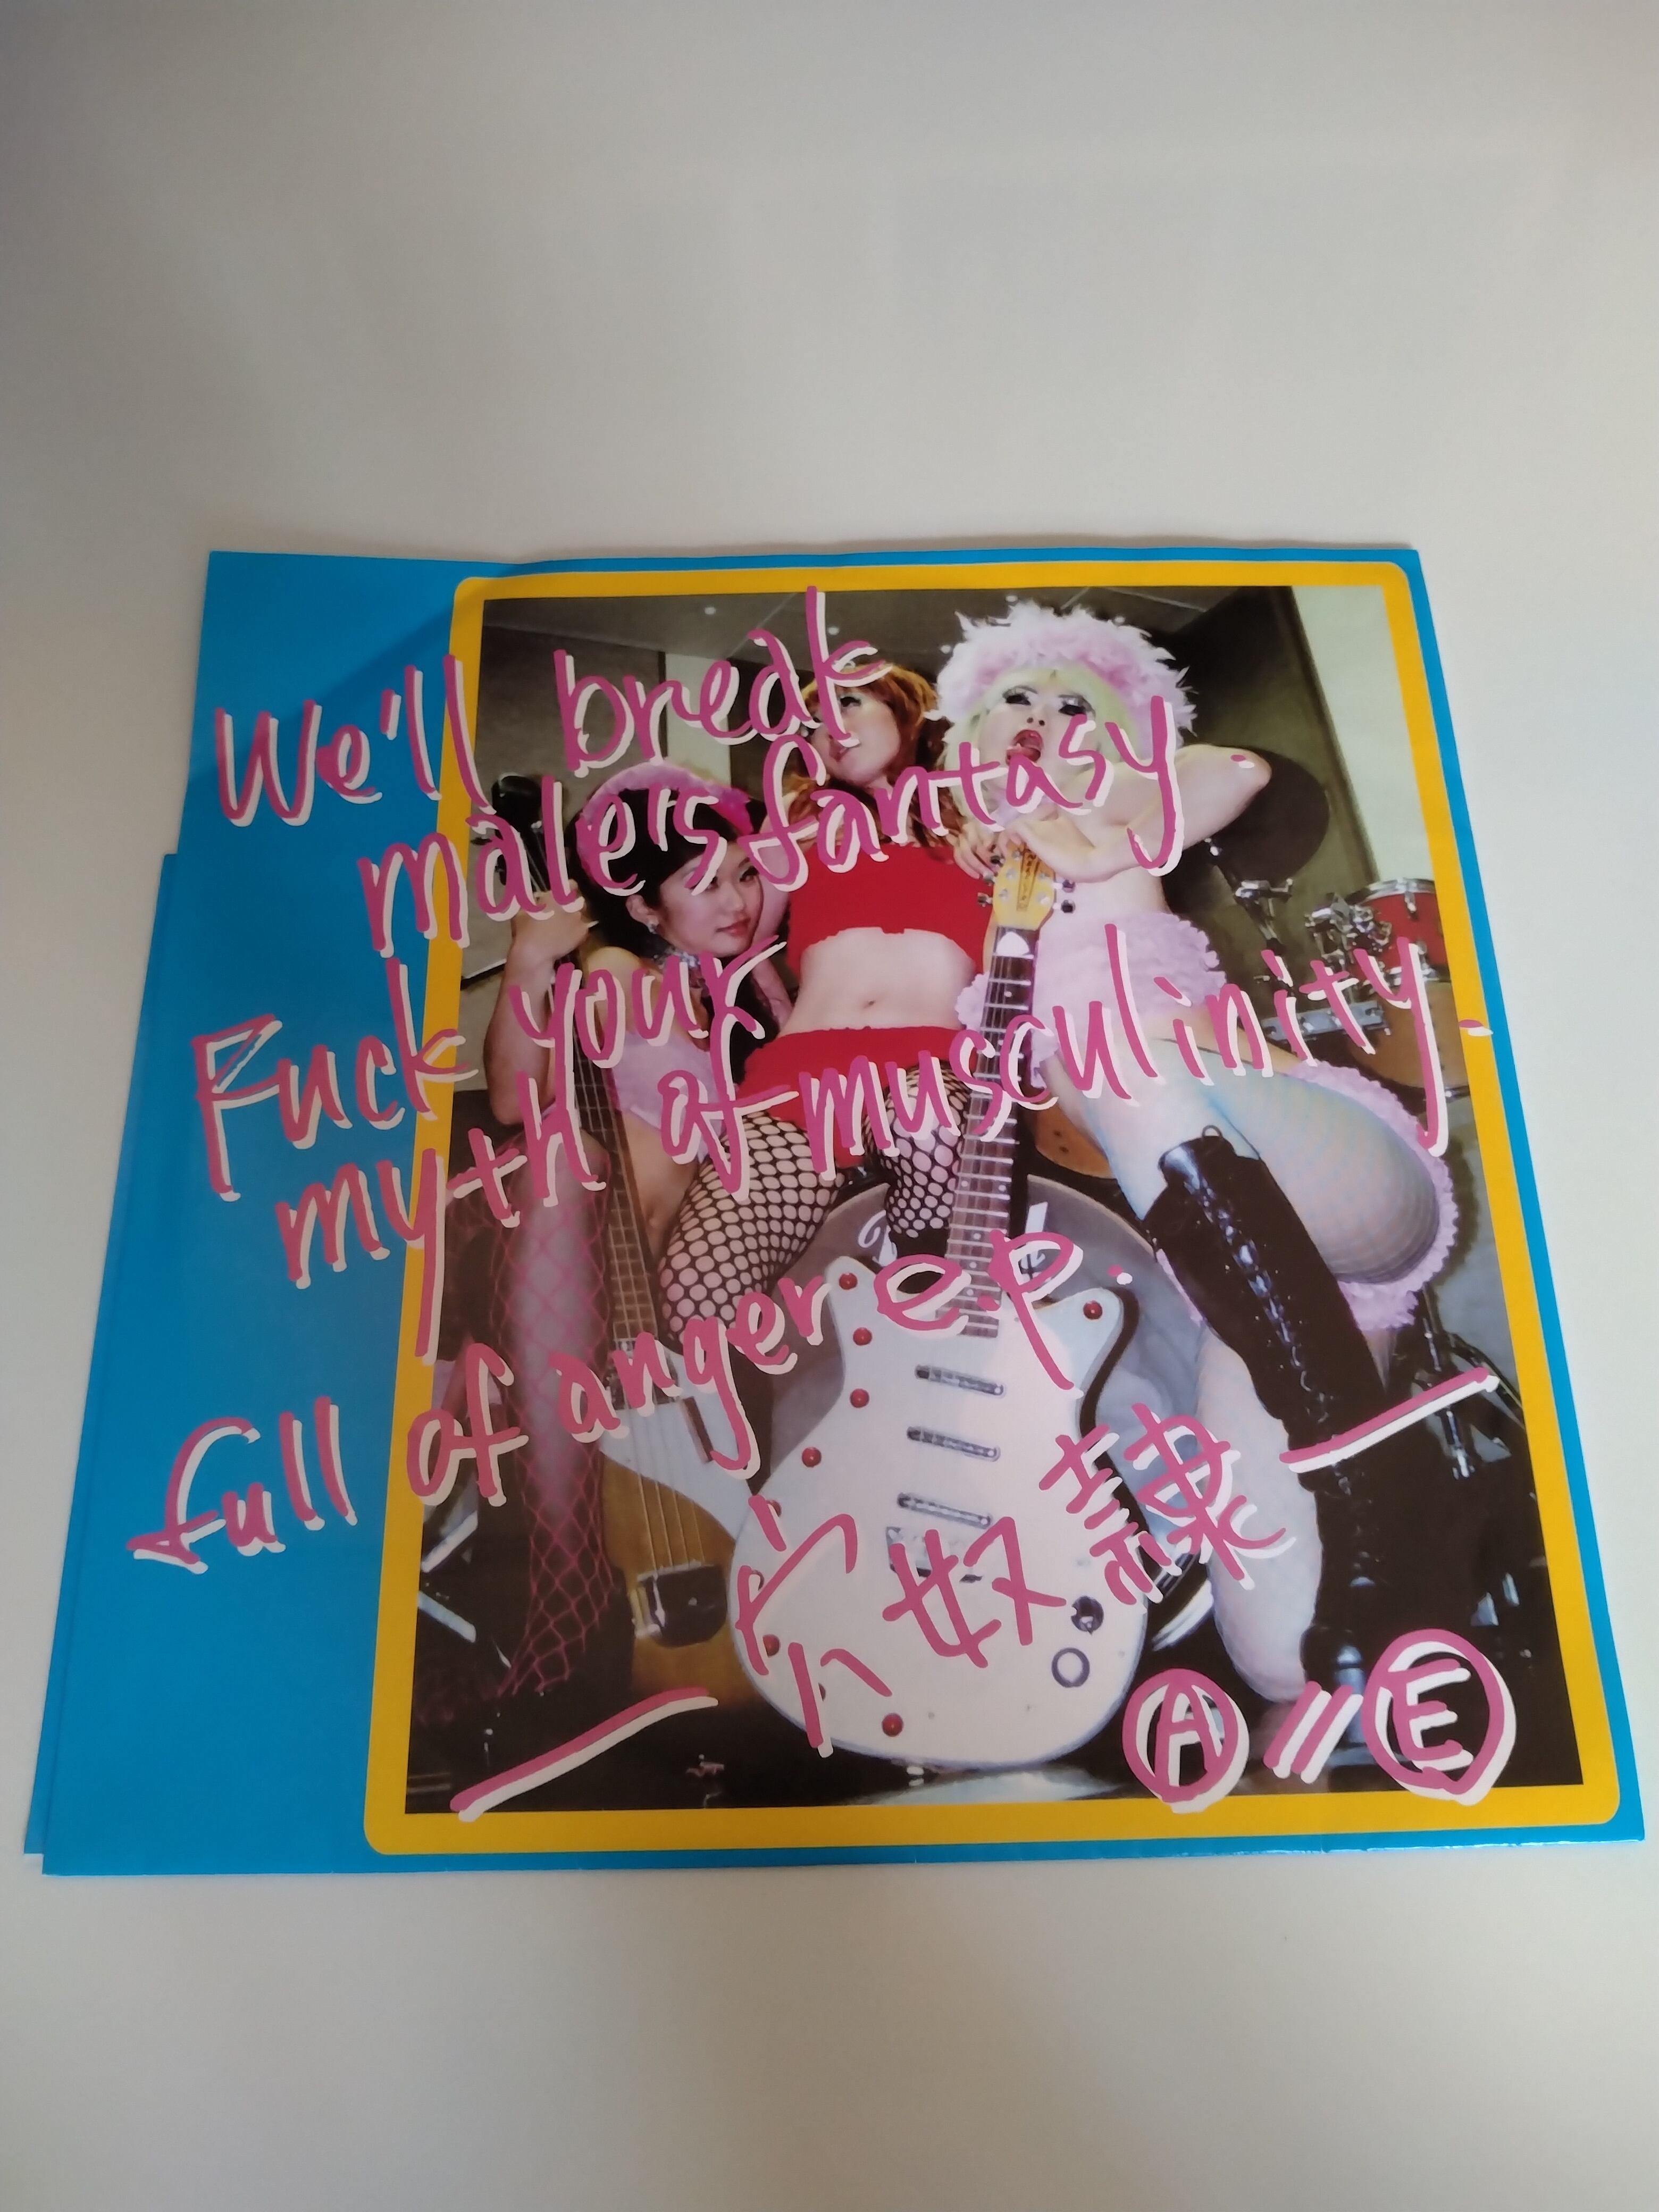 We'll break
male's fantasy.
Fuck your
myth of musculinity.
full of anger e.p.
穴奴隷
A // E